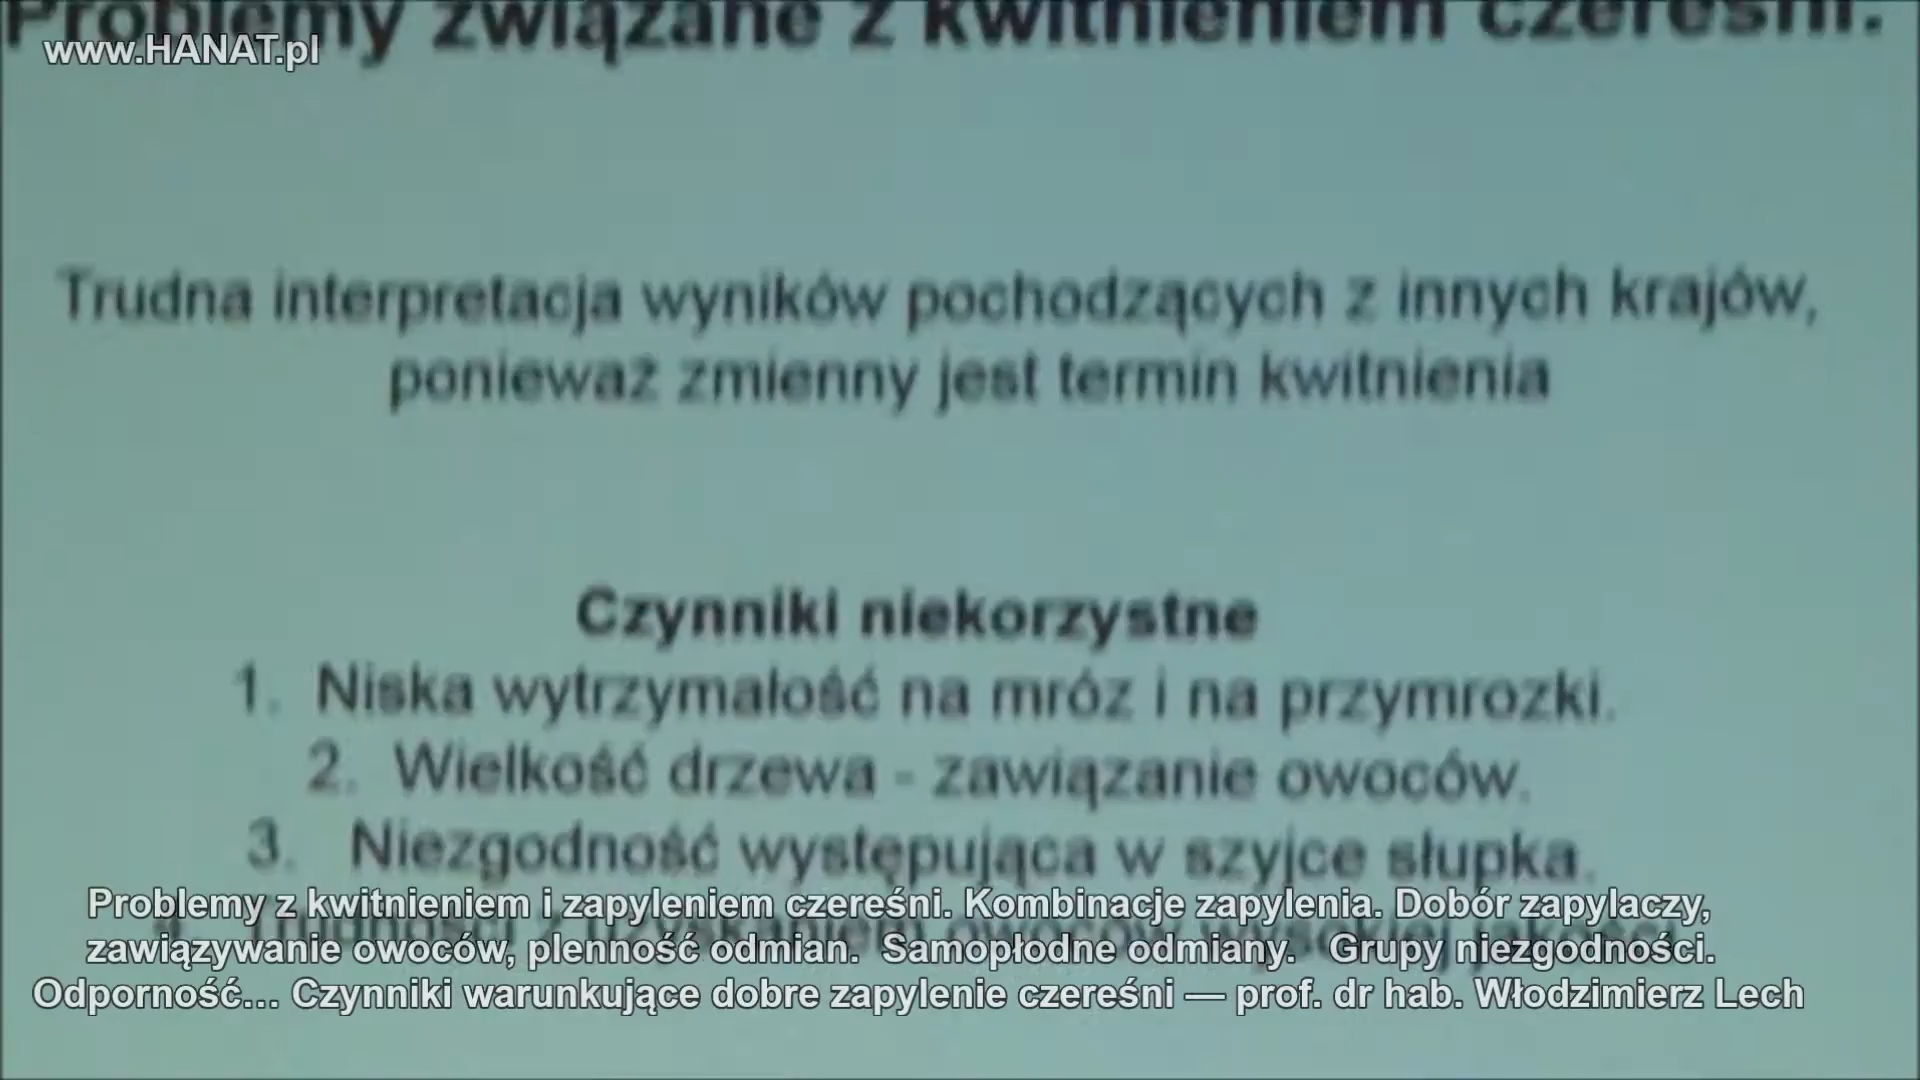 Problemy związane z kwitnieniem czereśni.
www.HANAT.pl
Trudna interpretacja wyników pochodzących z innych krajów,
ponieważ zmienny jest termin kwitnienia
Czynniki niekorzystne
1. Niska wytrzymałość na mróz i na przymrozki.
2. Wielkość drzewa - zawiązanie owoców.
3. Niezgodność występująca w szyjce słupka.
Problemy z kwitnieniem i zapyleniem czereśni. Kombinacje zapylenia. Dobór zapylaczy,
zawiązywanie owoców, plenność odmian. Samopłodne odmiany. Grupy niezgodności.
Odporność... Czynniki warunkujące dobre zapylenie czereśni — prof. dr hab. Włodzimierz Lech